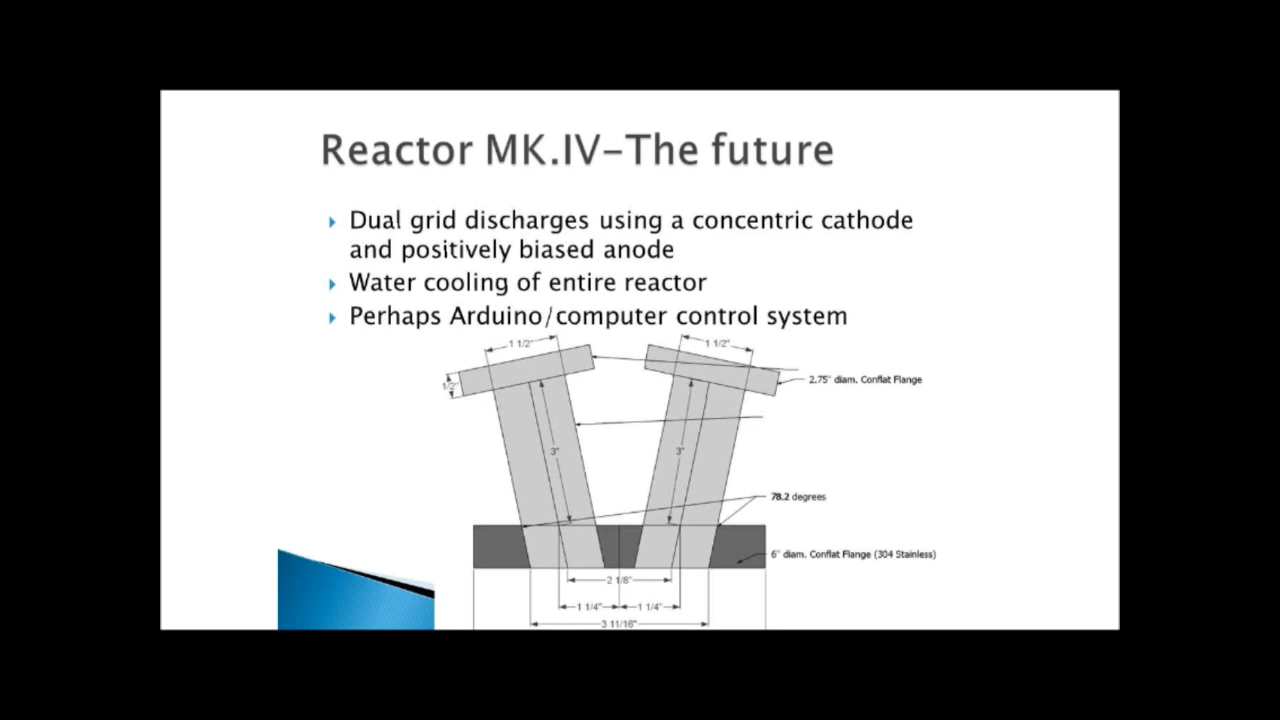 Reactor MK.IV–The future
Dual grid discharges using a concentric cathode
and positively biased anode
Water cooling of entire reactor
Perhaps Arduino/computer control system
1 1/2"
1 1/2"
1/2"
2.75" diam. Conflat Flange
3"
3"
78.2 degrees
6" diam. Conflat Flange (304 Stainless)
2 1/8"
1 1/4"
1 1/4"
3 11/16"